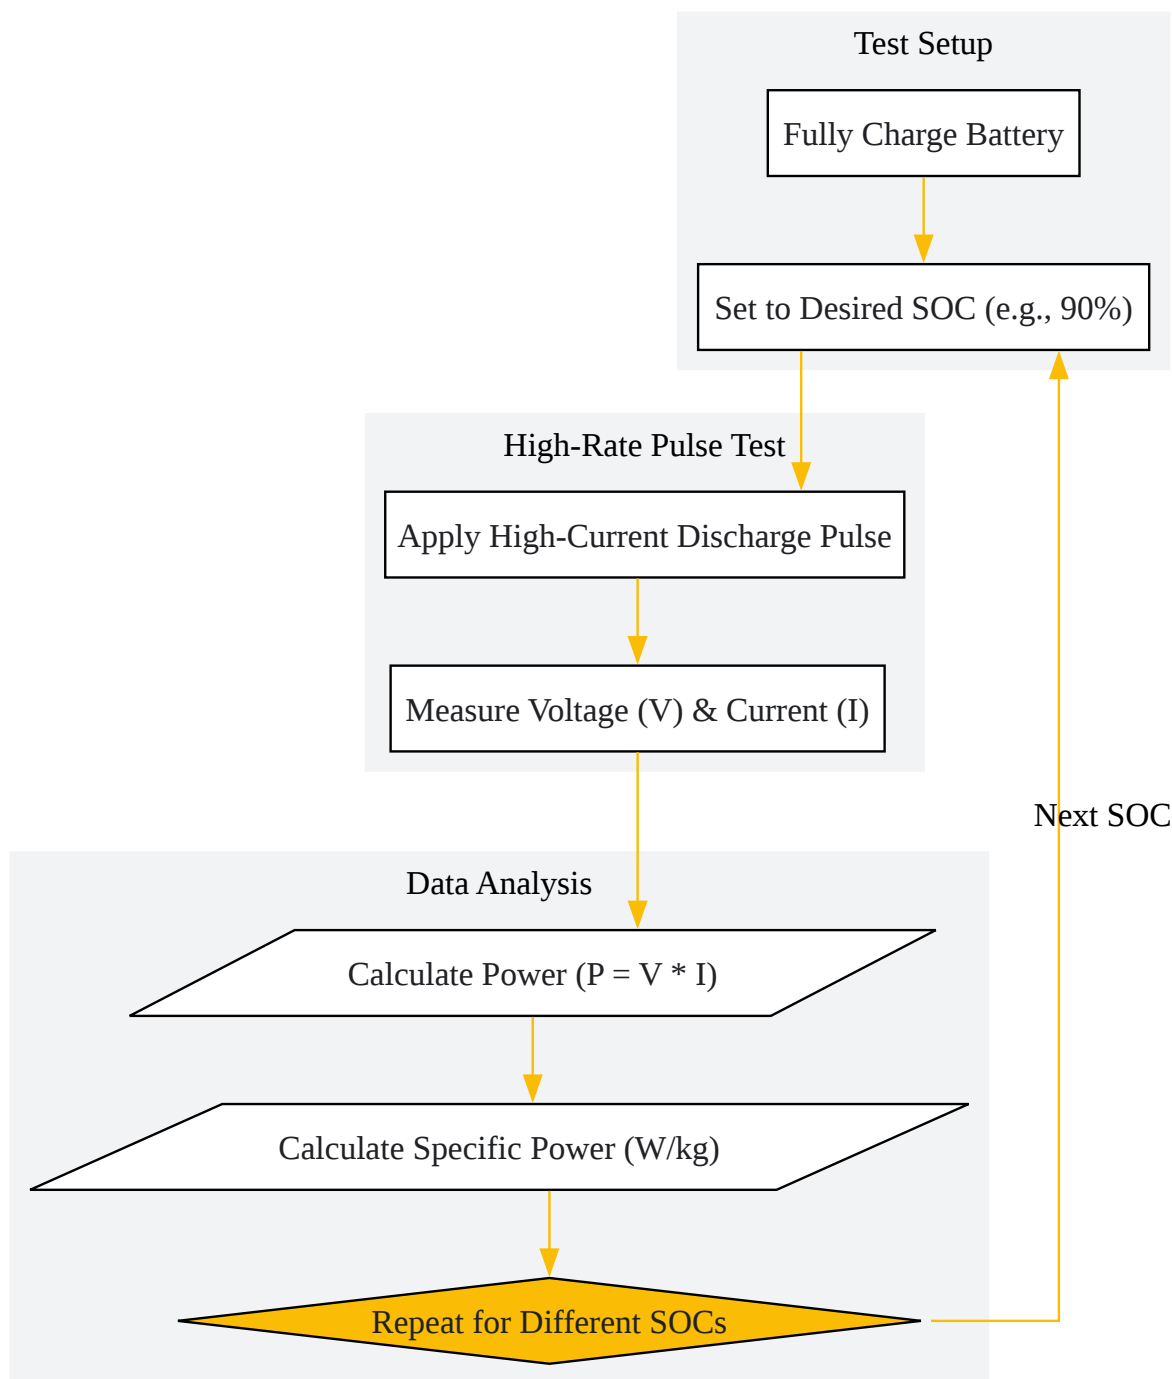 Test Setup
Fully Charge Battery
Set to Desired SOC (e.g., 90%)
High-Rate Pulse Test
Apply High-Current Discharge Pulse
Measure Voltage (V) & Current (I)
Next SOC
Data Analysis
Calculate Power (P = V * I)
Calculate Specific Power (W/kg)
Repeat for Different SOCs